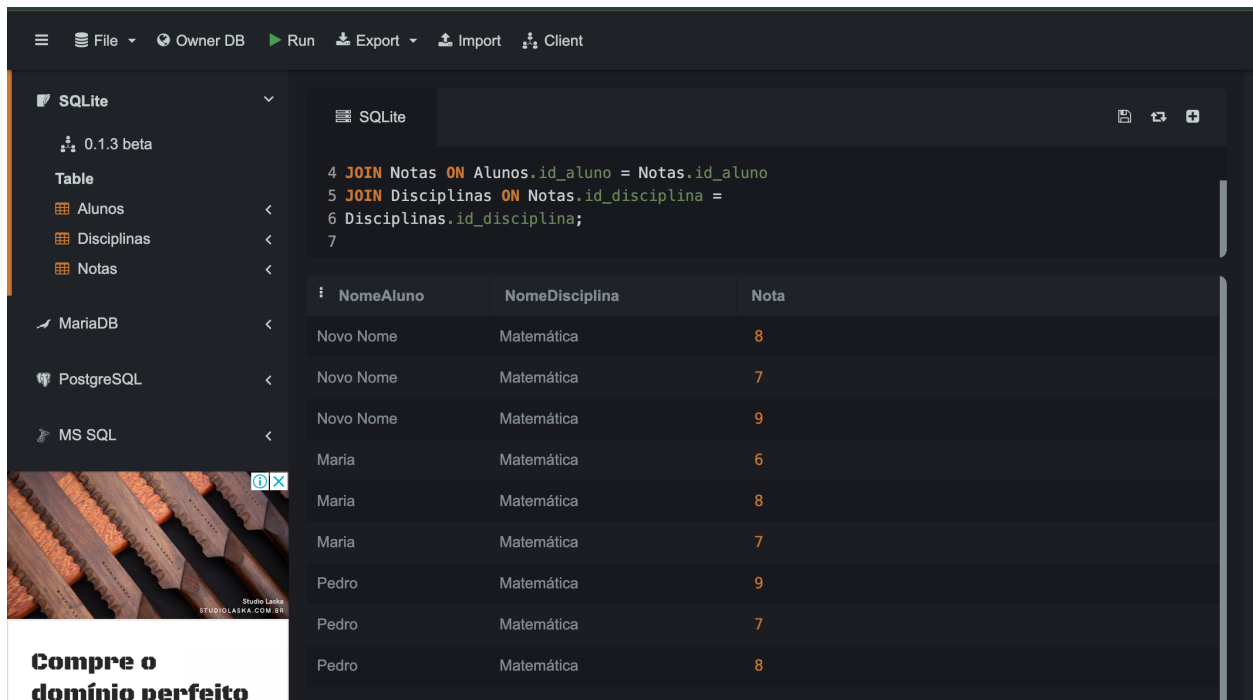 File Owner DB Run Export Import Client
SQLite
0.1.3 beta
Table
Alunos
Disciplinas
Notas
MariaDB
PostgreSQL
MS SQL
Studio Laska
STUDIOLASKA.COM.BR
Compre o
domínio perfeito
SQLite
4 JOIN Notas ON Alunos.id_aluno = Notas.id_aluno
5 JOIN Disciplinas ON Notas.id_disciplina =
6 Disciplinas.id_disciplina;
7
NomeAluno NomeDisciplina Nota
Novo Nome Matemática 8
Novo Nome Matemática 7
Novo Nome Matemática 9
Maria Matemática 6
Maria Matemática 8
Maria Matemática 7
Pedro Matemática 9
Pedro Matemática 7
Pedro Matemática 8